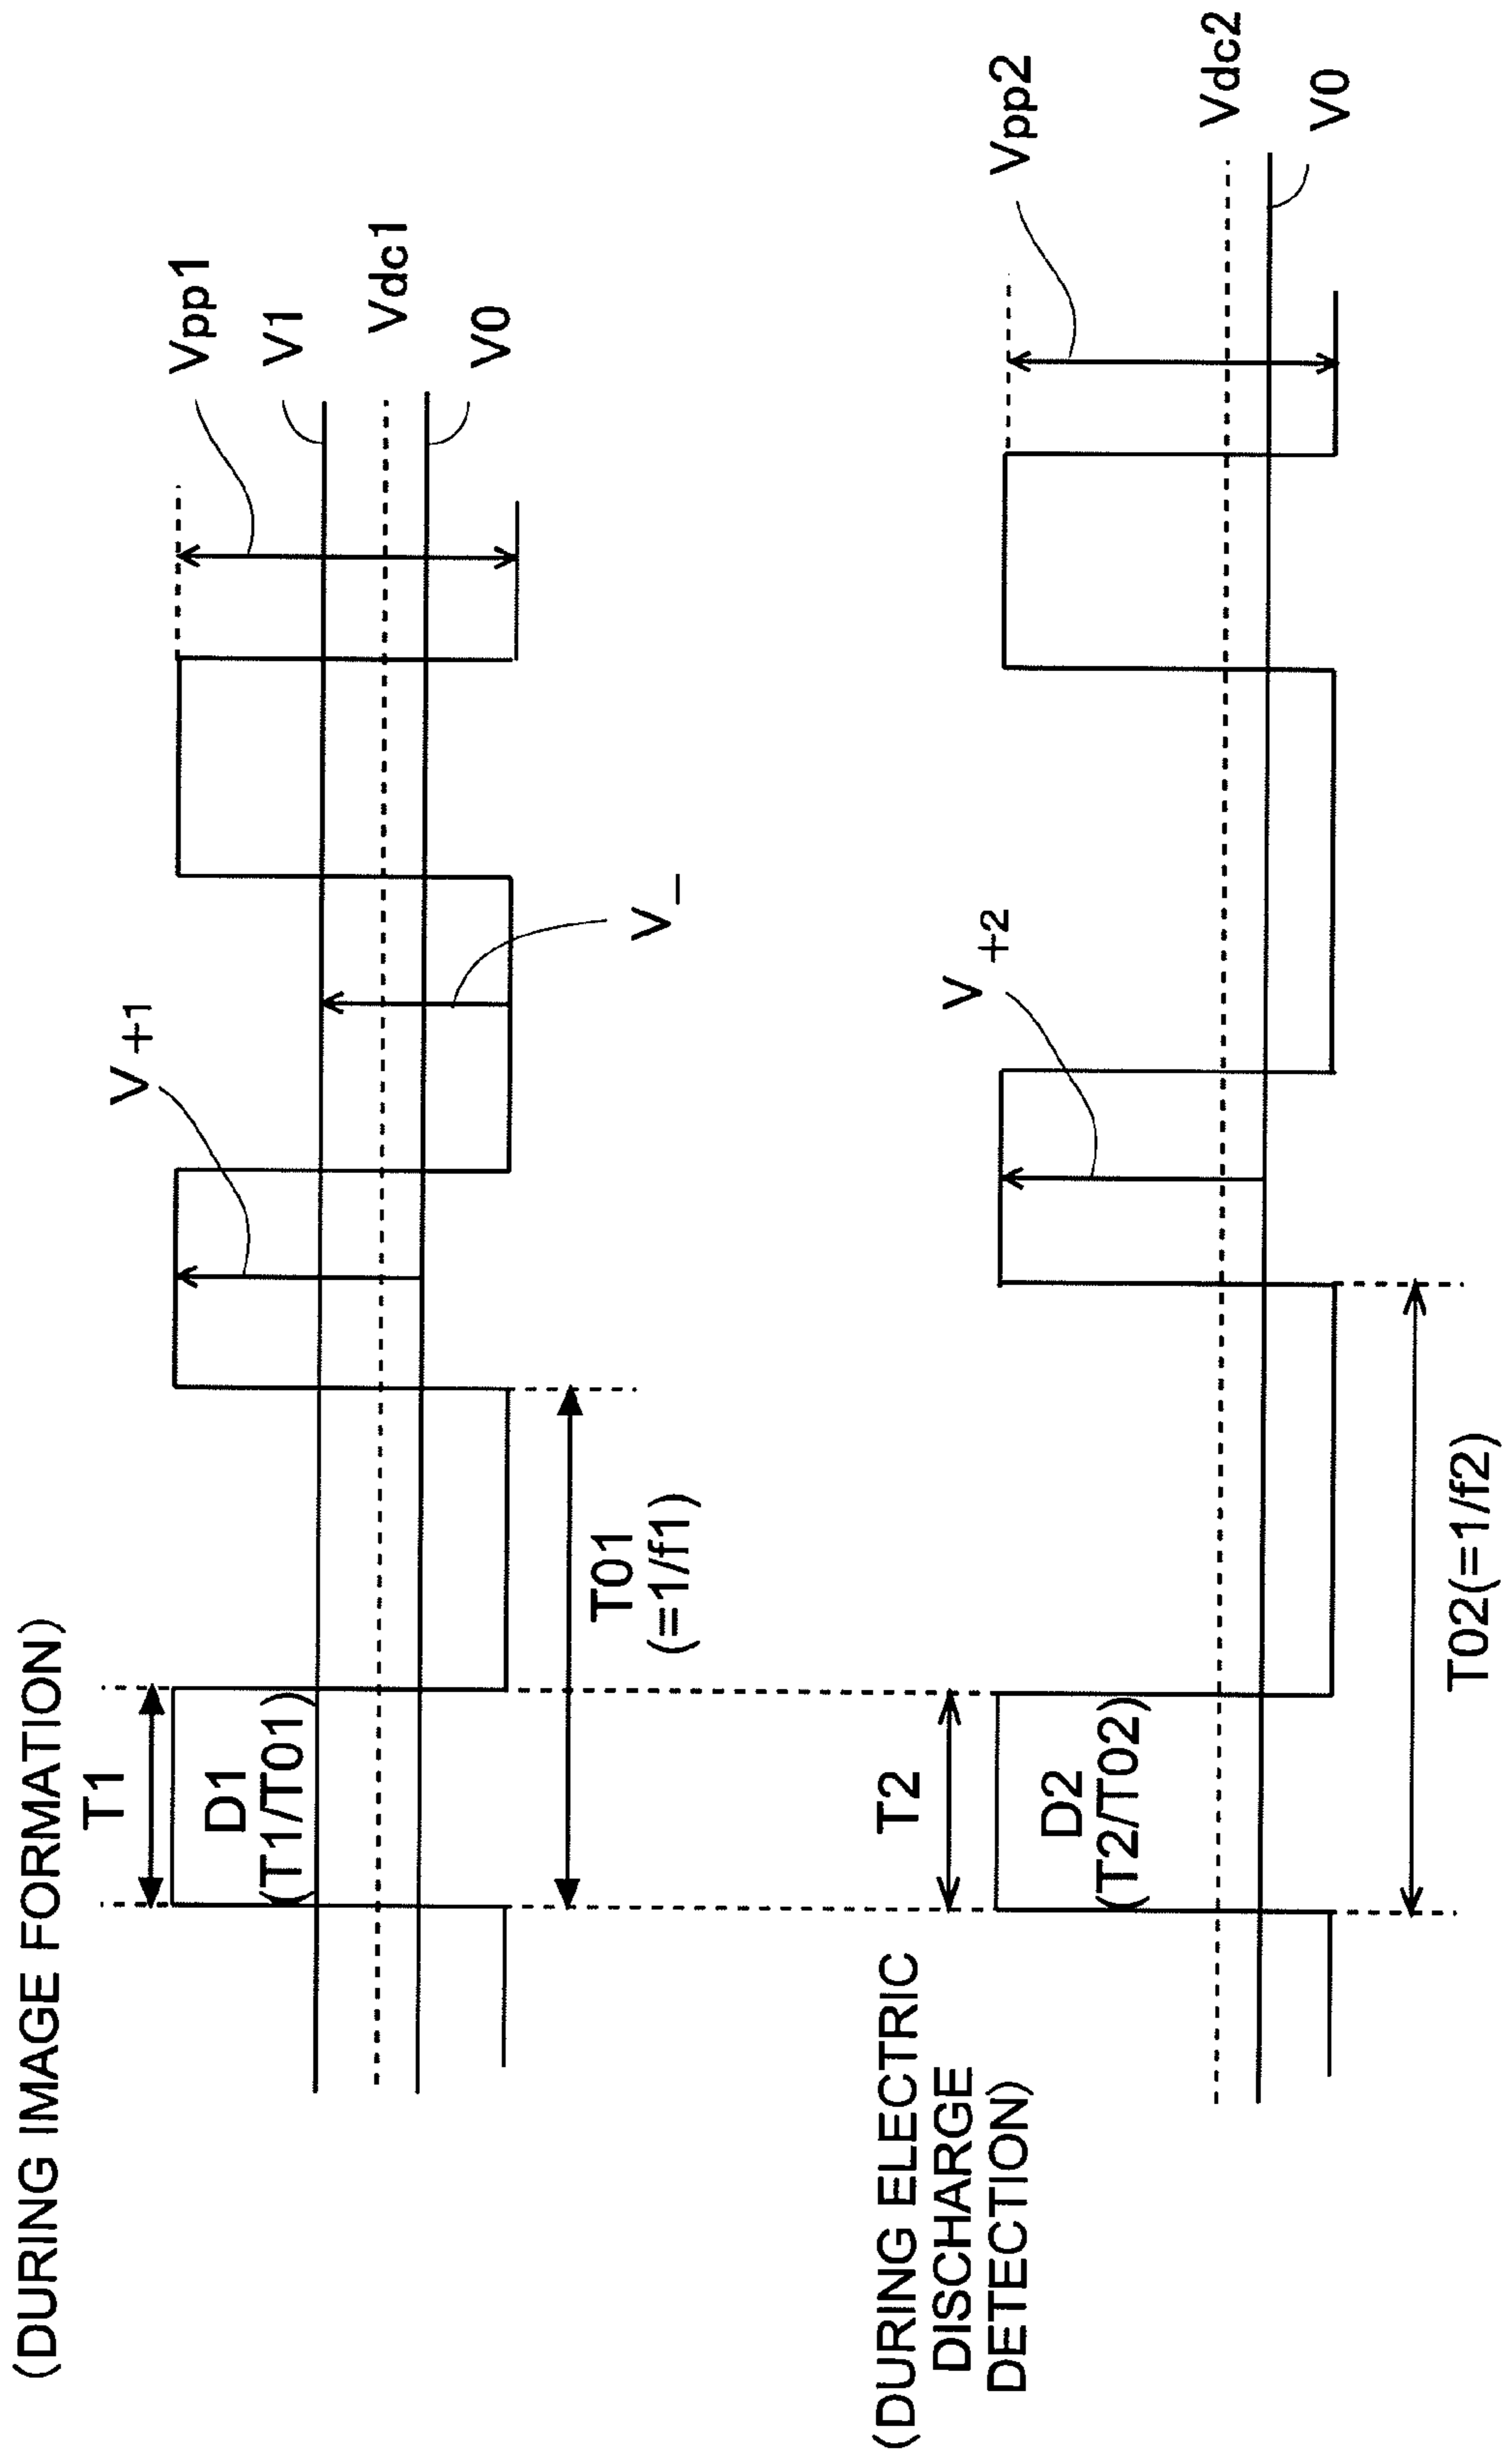 (DURING IMAGE FORMATION)
T1
D1
(T1/T01)
T01
(=1/f1)
V+1
V_
Vpp1
V1
Vdc1
V0
(DURING ELECTRIC
DISCHARGE
DETECTION)
T2
D2
(T2/T02)
T02(=1/f2)
V+2
Vpp2
Vdc2
V0